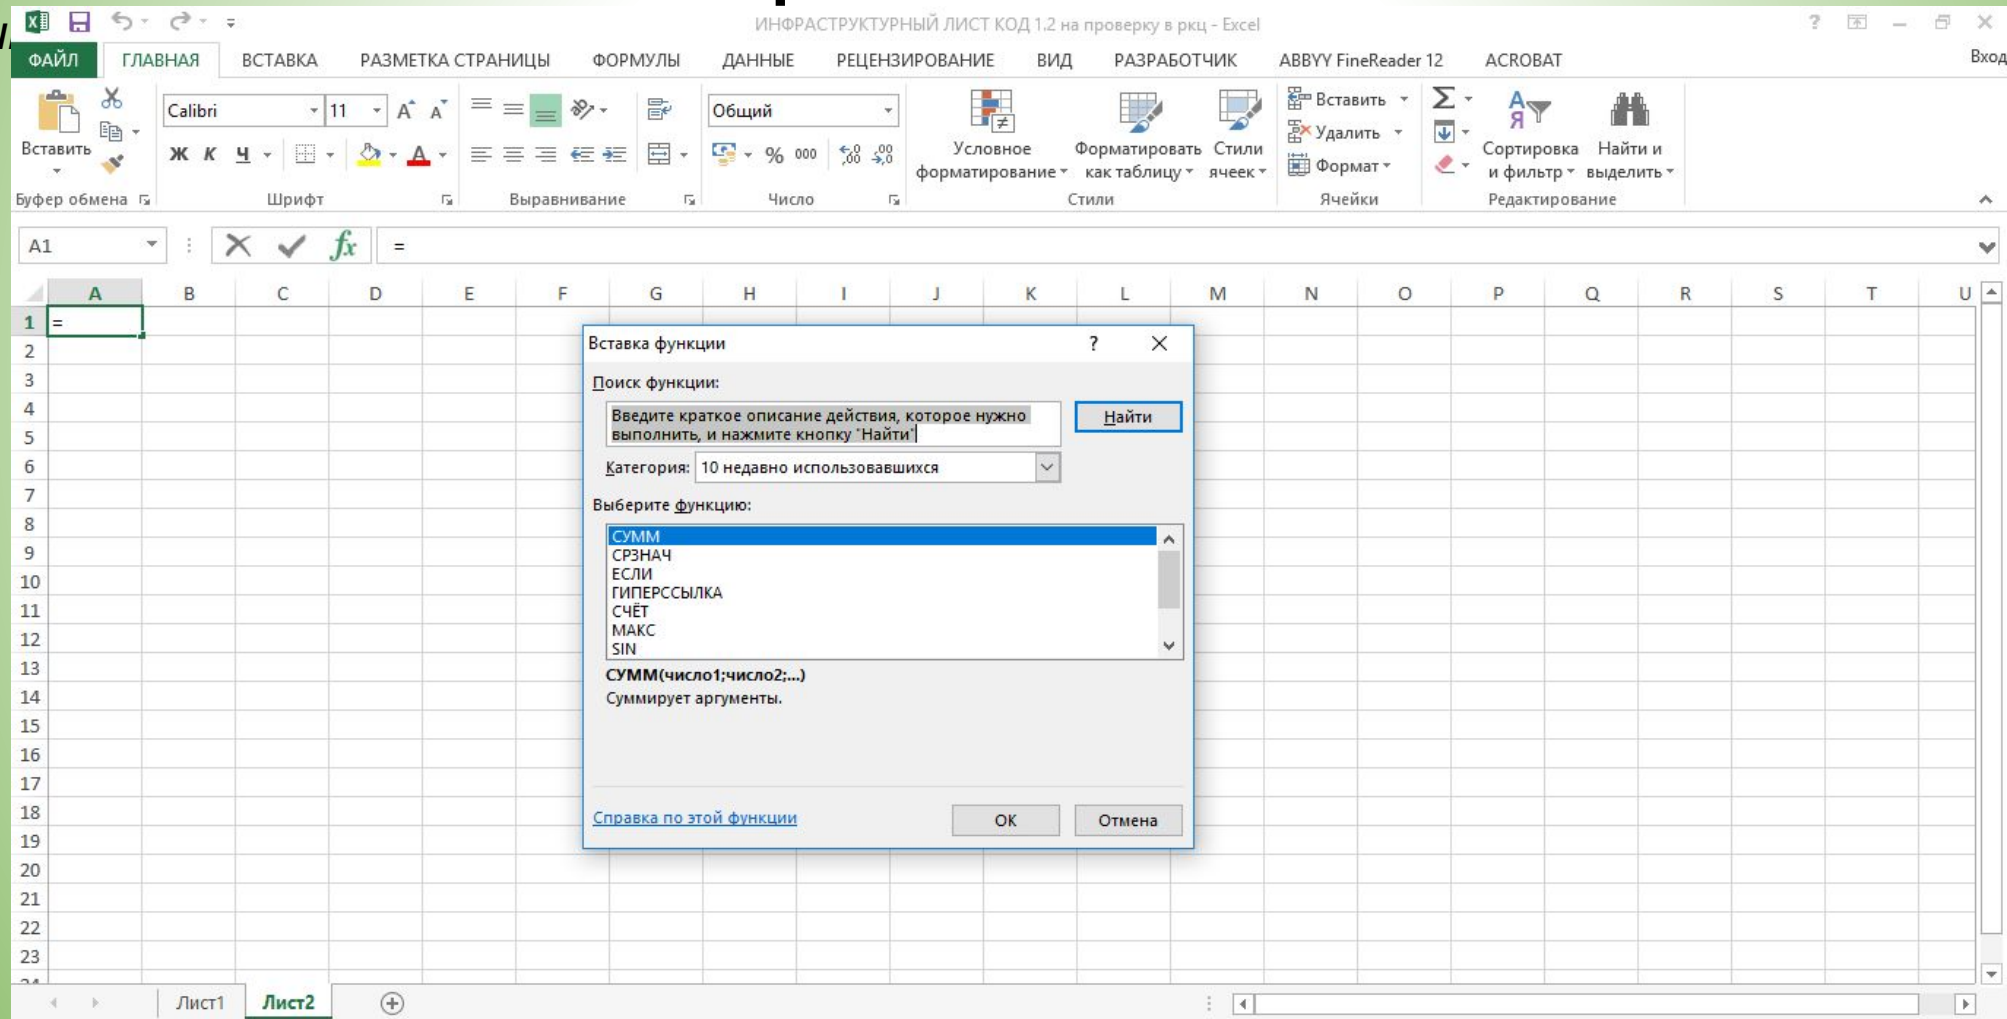 ИНФРАСТРУКТУРНЫЙ ЛИСТ КОД 1.2 на проверку в ркц - Excel
?
ФАЙЛ ГЛАВНАЯ ВСТАВКА РАЗМЕТКА СТРАНИЦЫ ФОРМУЛЫ ДАННЫЕ РЕЦЕНЗИРОВАНИЕ ВИД РАЗРАБОТЧИК ABBYY FineReader 12 ACROBAT Вход
Вставить
Calibri 11
Ж К Ч
Общий
% 000
Условное форматирование
Форматировать как таблицу
Стили ячеек
Вставить
Удалить
Формат
Сортировка и фильтр
Найти и выделить
Буфер обмена Шрифт Выравнивание Число Стили Ячейки Редактирование
A1 fx =
A B C D E F G H I J K L M N O P Q R S T U
1 =
2
3
4
5
6
7
8
9
10
11
12
13
14
15
16
17
18
19
20
21
22
23
Вставка функции ?
Поиск функции:
Введите краткое описание действия, которое нужно
выполнить, и нажмите кнопку "Найти"
Найти
Категория: 10 недавно использовавшихся
Выберите функцию:
СУММ
СРЗНАЧ
ЕСЛИ
ГИПЕРССЫЛКА
СЧЁТ
МАКС
SIN
СУММ(число1;число2;...)
Суммирует аргументы.
Справка по этой функции ОК Отмена
Лист1 Лист2